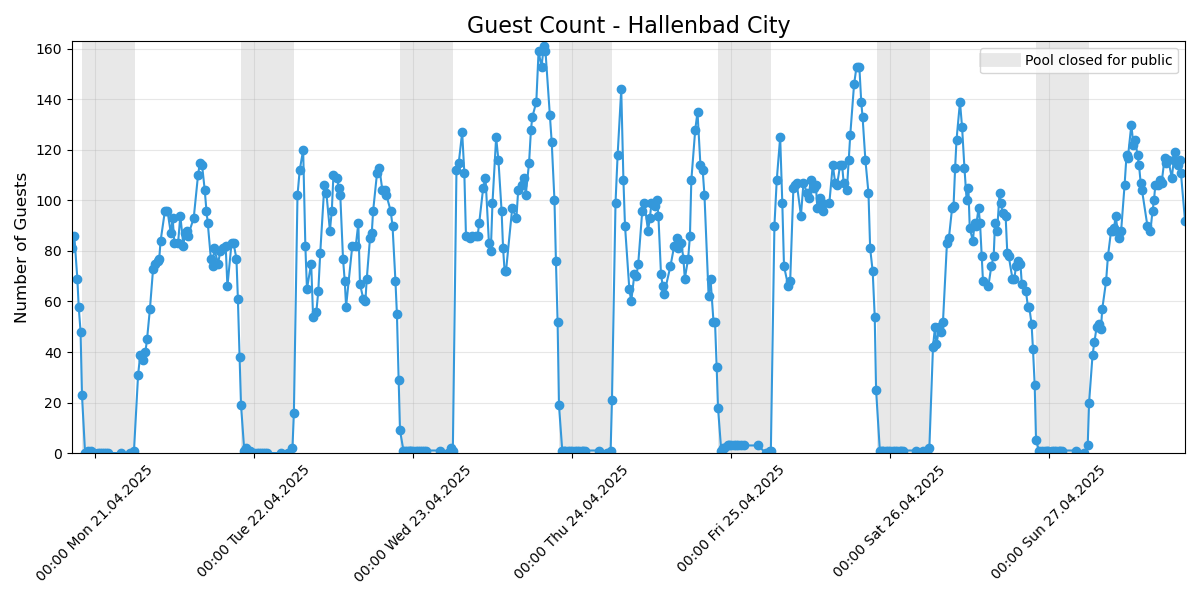 Guest Count - Hallenbad City
Pool closed for public
Number of Guests
160
140
120
100
80
60
40
20
0
00:00 Mon 21.04.2025
00:00 Tue 22.04.2025
00:00 Wed 23.04.2025
00:00 Thu 24.04.2025
00:00 Fri 25.04.2025
00:00 Sat 26.04.2025
00:00 Sun 27.04.2025